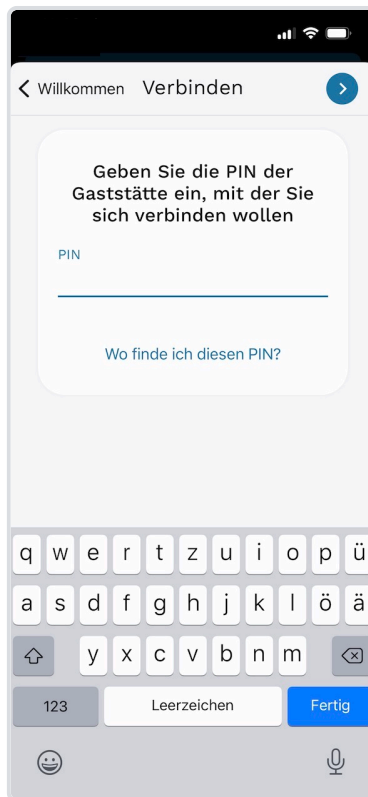 Willkommen Verbinden
Geben Sie die PIN der
Gaststätte ein, mit der Sie
sich verbinden wollen
PIN
Wo finde ich diesen PIN?
q w e r t z u i o p ü
a s d f g h j k l ö ä
y x c v b n m
123 Leerzeichen Fertig